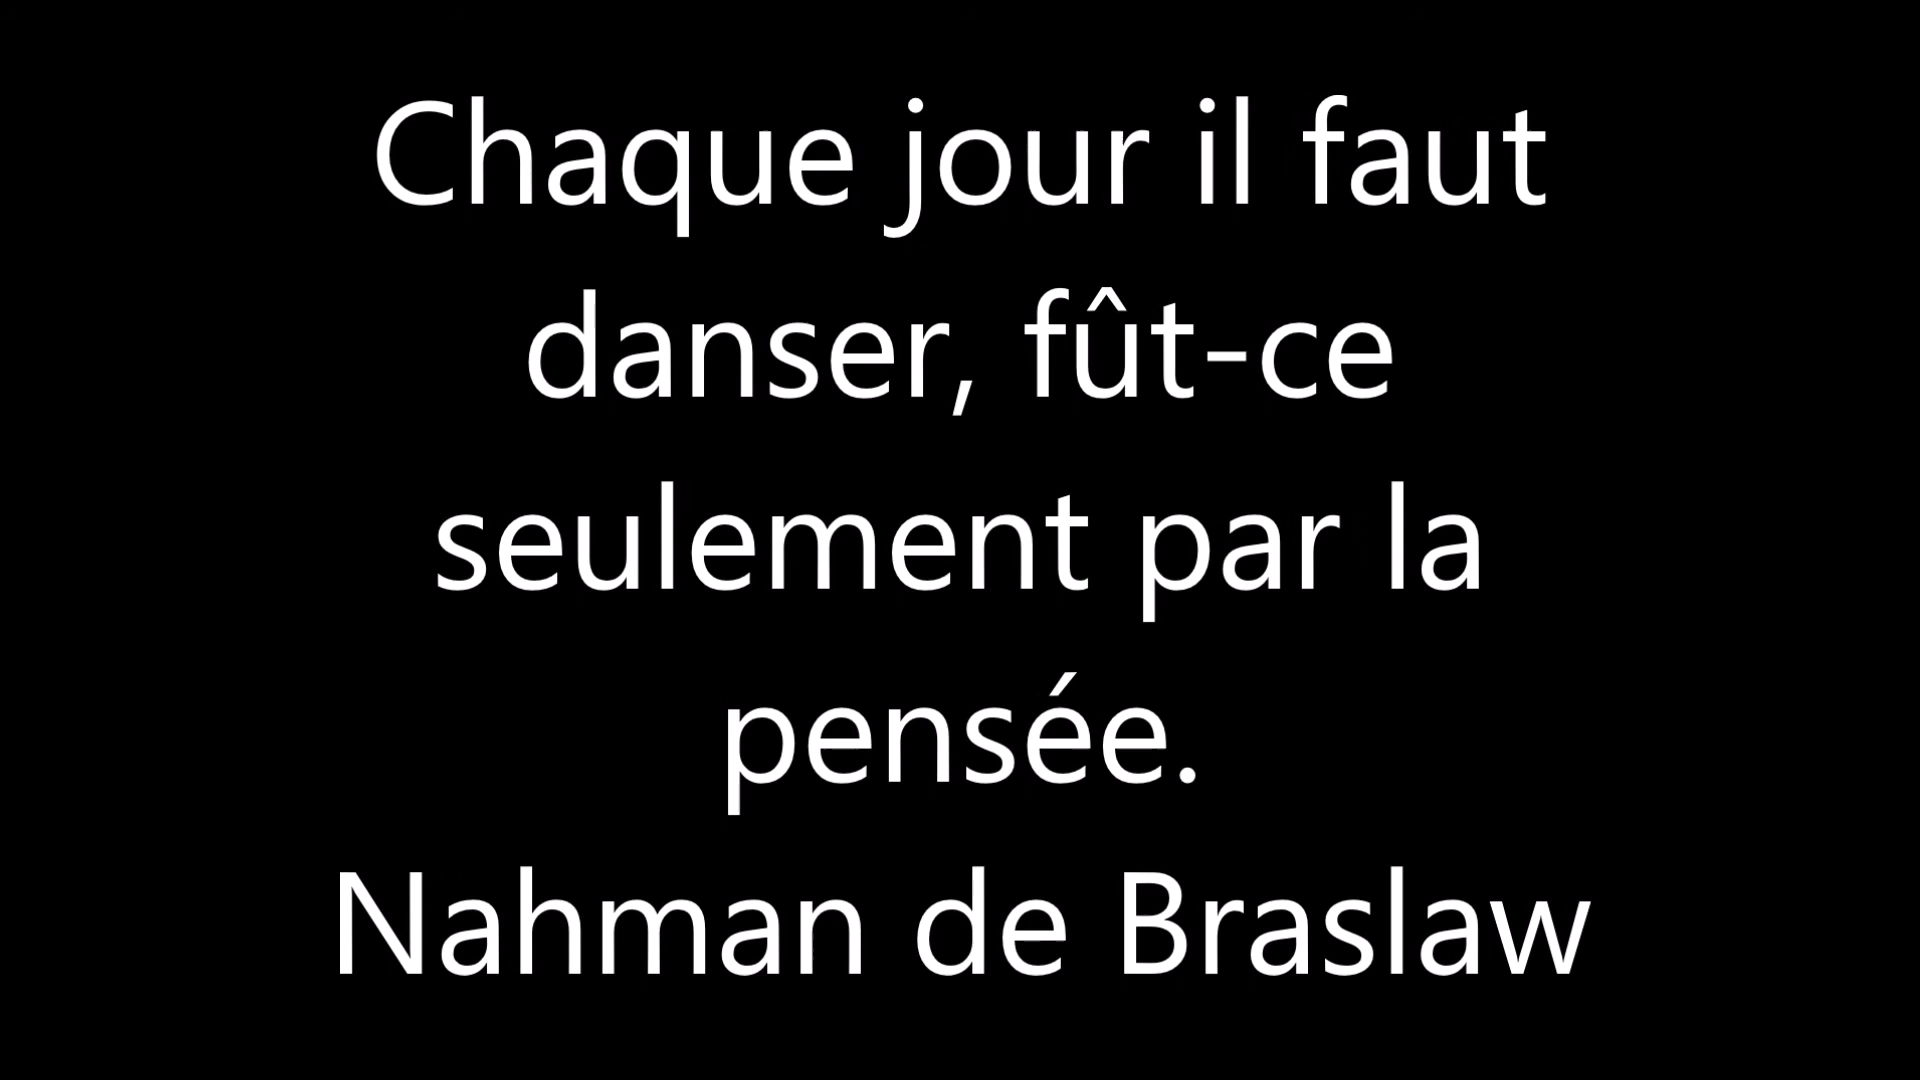 Chaque jour il faut
danser, fût-ce
seulement par la
pensée.
Nahman de Braslaw